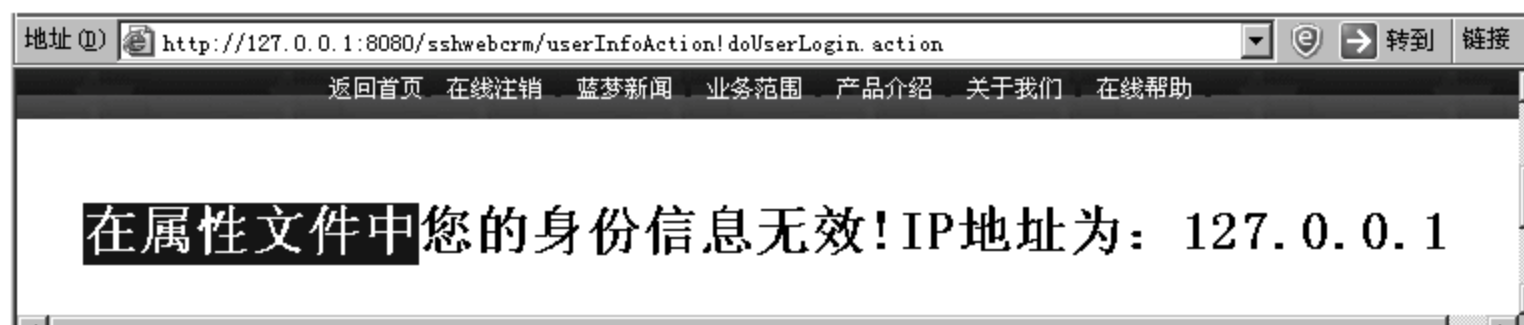 地址(D) http://127.0.0.1:8080/sshwebcrm/userInfoAction!doUserLogin.action 转到 链接
返回首页 在线注销 蓝梦新闻 业务范围 产品介绍 关于我们 在线帮助
在属性文件中您的身份信息无效!IP地址为：127.0.0.1